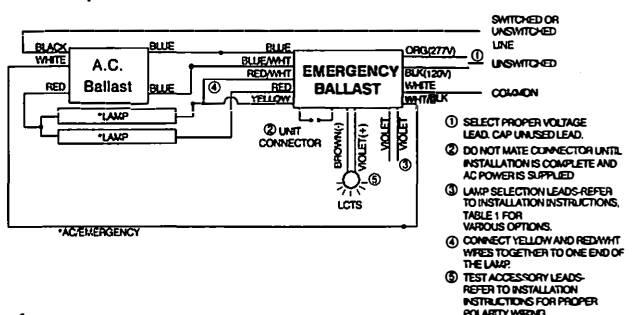 SWITCHED OR
UNSWITCHED
LINE
BLACK
WHITE
A.C.
Ballast
RED
BLUE
BLUE
*LAMP
*LAMP
BLUE
BLUE/WHT
RED/WHT
④ RED
YELLOW
EMERGENCY
BALLAST
ORG(277V)
①
UNSWITCHED
BLK(120V)
WHITE
COMMON
WHT/BLK
② UNIT
CONNECTOR
BROWN(-)
VIOLET(+)
VIOLET
VIOLET
③
⑤
LCTS
*AC/EMERGENCY
① SELECT PROPER VOLTAGE
LEAD. CAP UNUSED LEAD.
② DO NOT MATE CONNECTOR UNTIL
INSTALLATION IS COMPLETE AND
AC POWER IS SUPPLIED
③ LAMP SELECTION LEADS-REFER
TO INSTALLATION INSTRUCTIONS,
TABLE 1 FOR
VARIOUS OPTIONS.
④ CONNECT YELLOW AND RED/WHT
WIRES TOGETHER TO ONE END OF
THE LAMP.
⑤ TEST ACCESSORY LEADS-
REFER TO INSTALLATION
INSTRUCTIONS FOR PROPER
POLARITY WIRING